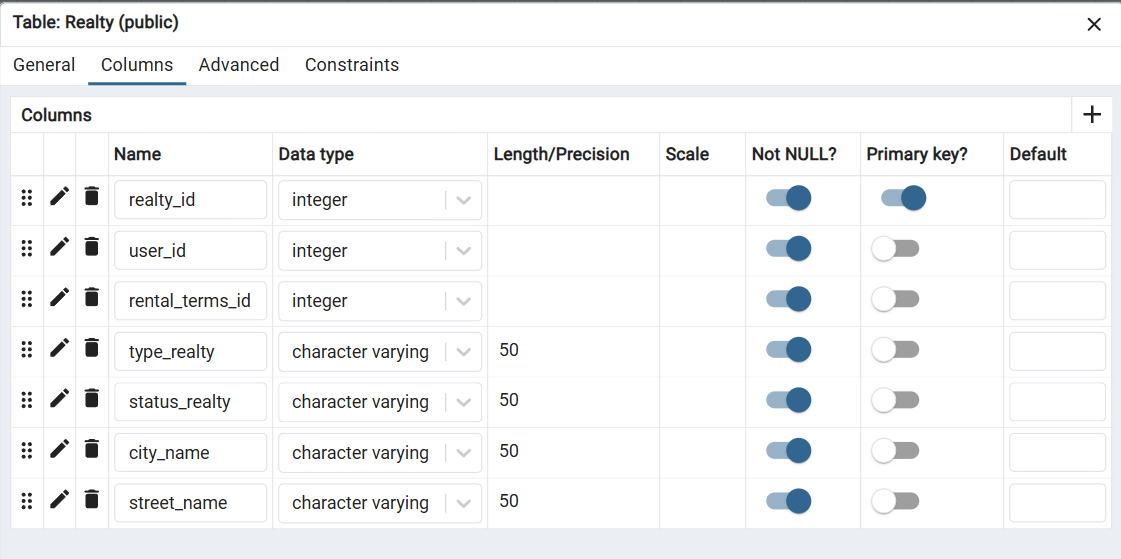 Table: Realty (public)
General Columns Advanced Constraints
Columns
Name Data type Length/Precision Scale Not NULL? Primary key? Default
realty_id integer
user_id integer
rental_terms_id integer
type_realty character varying 50
status_realty character varying 50
city_name character varying 50
street_name character varying 50